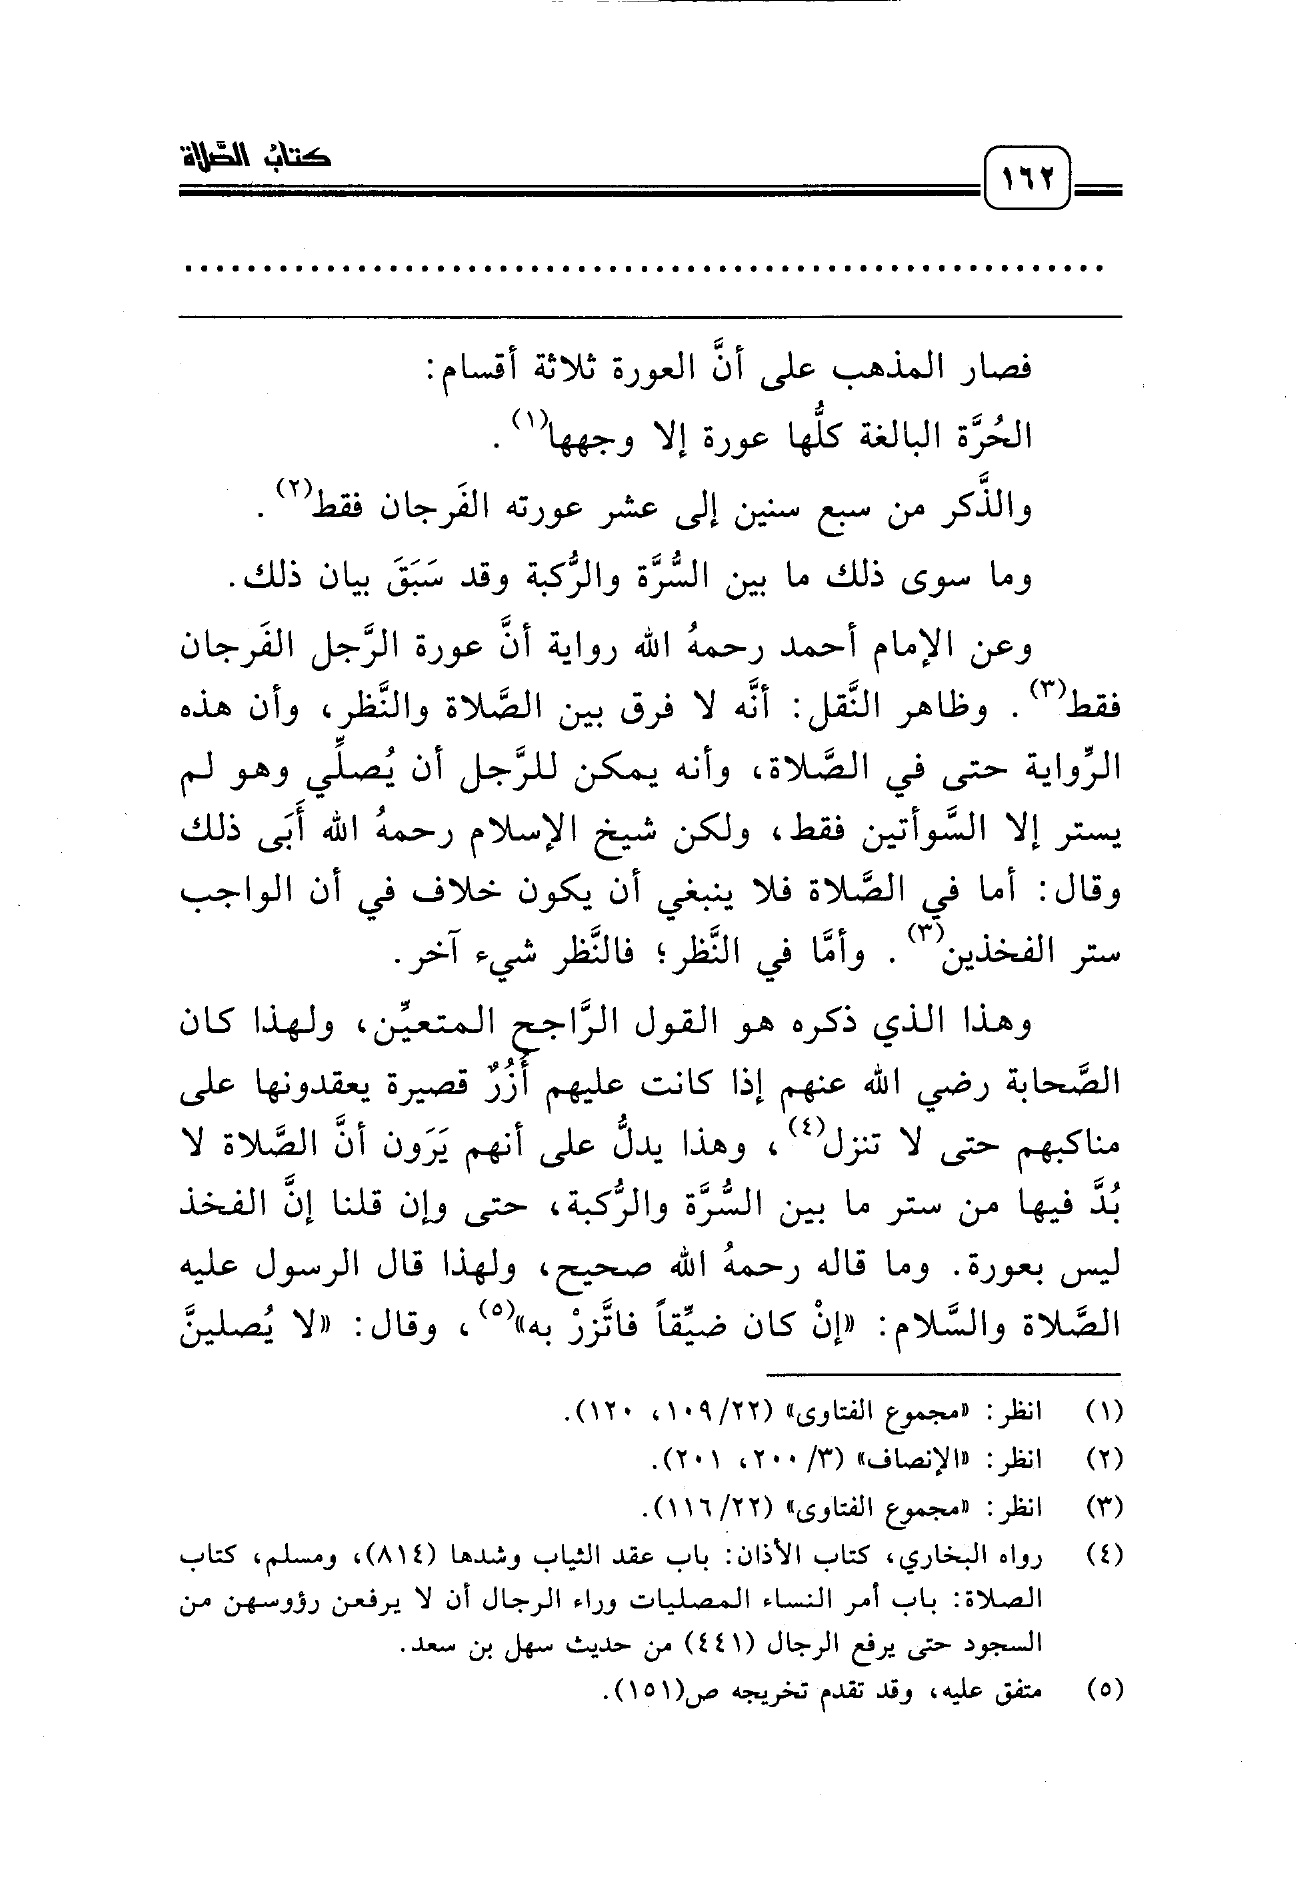 كتابُ الصَّلاة
١٦٢
فصار المذهب على أنَّ العورة ثلاثة أقسام:
الحُرَّة البالغة كلُّها عورة إلا وجهها(١).
والذَّكر من سبع سنين إلى عشر عورته الفَرجان فقط(٢).
وما سوى ذلك ما بين السُّرَّة والرُّكبة وقد سَبَقَ بيان ذلك.
وعن الإمام أحمد رحمهُ الله رواية أنَّ عورة الرَّجل الفَرجان
فقط(٣). وظاهر النَّقل: أنَّه لا فرق بين الصَّلاة والنَّظر، وأن هذه
الرِّواية حتى في الصَّلاة، وأنه يمكن للرَّجل أن يُصلِّي وهو لم
يستر إلا السَّوأتين فقط، ولكن شيخ الإسلام رحمهُ الله أَبَى ذلك
وقال: أما في الصَّلاة فلا ينبغي أن يكون خلاف في أن الواجب
ستر الفخذين(٣). وأمَّا في النَّظر؛ فالنَّظر شيء آخر.
وهذا الذي ذكره هو القول الرَّاجح المتعيِّن، ولهذا كان
الصَّحابة رضي الله عنهم إذا كانت عليهم أُزُرٌ قصيرة يعقدونها على
مناكبهم حتى لا تنزل(٤)، وهذا يدلُّ على أنهم يَرَون أنَّ الصَّلاة لا
بُدَّ فيها من ستر ما بين السُّرَّة والرُّكبة، حتى وإن قلنا إنَّ الفخذ
ليس بعورة. وما قاله رحمهُ الله صحيح، ولهذا قال الرسول عليه
الصَّلاة والسَّلام: «إنْ كان ضيِّقاً فاتَّزرْ به»(٥)، وقال: «لا يُصلينَّ
(١) انظر: «مجموع الفتاوى» (٢٢/ ١٠٩، ١٢٠).
(٢) انظر: «الإنصاف» (٣/ ٢٠٠، ٢٠١).
(٣) انظر: «مجموع الفتاوى» (٢٢/ ١١٦).
(٤) رواه البخاري، كتاب الأذان: باب عقد الثياب وشدها (٨١٤)، ومسلم، كتاب
الصلاة: باب أمر النساء المصليات وراء الرجال أن لا يرفعن رؤوسهن من
السجود حتى يرفع الرجال (٤٤١) من حديث سهل بن سعد.
(٥) متفق عليه، وقد تقدم تخريجه ص(١٥١).